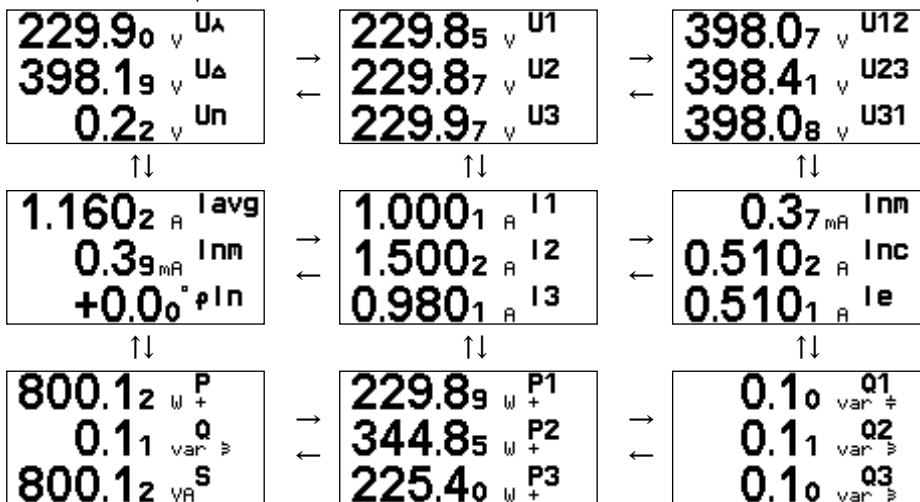 229.90 V U⅄ → 229.85 V U1 → 398.07 V U12
398.19 V U△ ← 229.87 V U2 ← 398.41 V U23
0.22 V Un 229.97 V U3 398.08 V U31
↑↓ ↑↓ ↑↓
1.1602 A Iavg → 1.0001 A I1 → 0.37 mA Inm
0.39 mA Inm ← 1.5002 A I2 ← 0.5102 A Inc
+0.00° φIn 0.9801 A I3 0.5101 A Ie
↑↓ ↑↓ ↑↓
800.12 W P + → 229.89 W P1 + → 0.10 var Q1
0.11 var Q ← 344.85 W P2 + ← 0.11 var Q2
800.12 VA S 225.40 W P3 + 0.10 var Q3